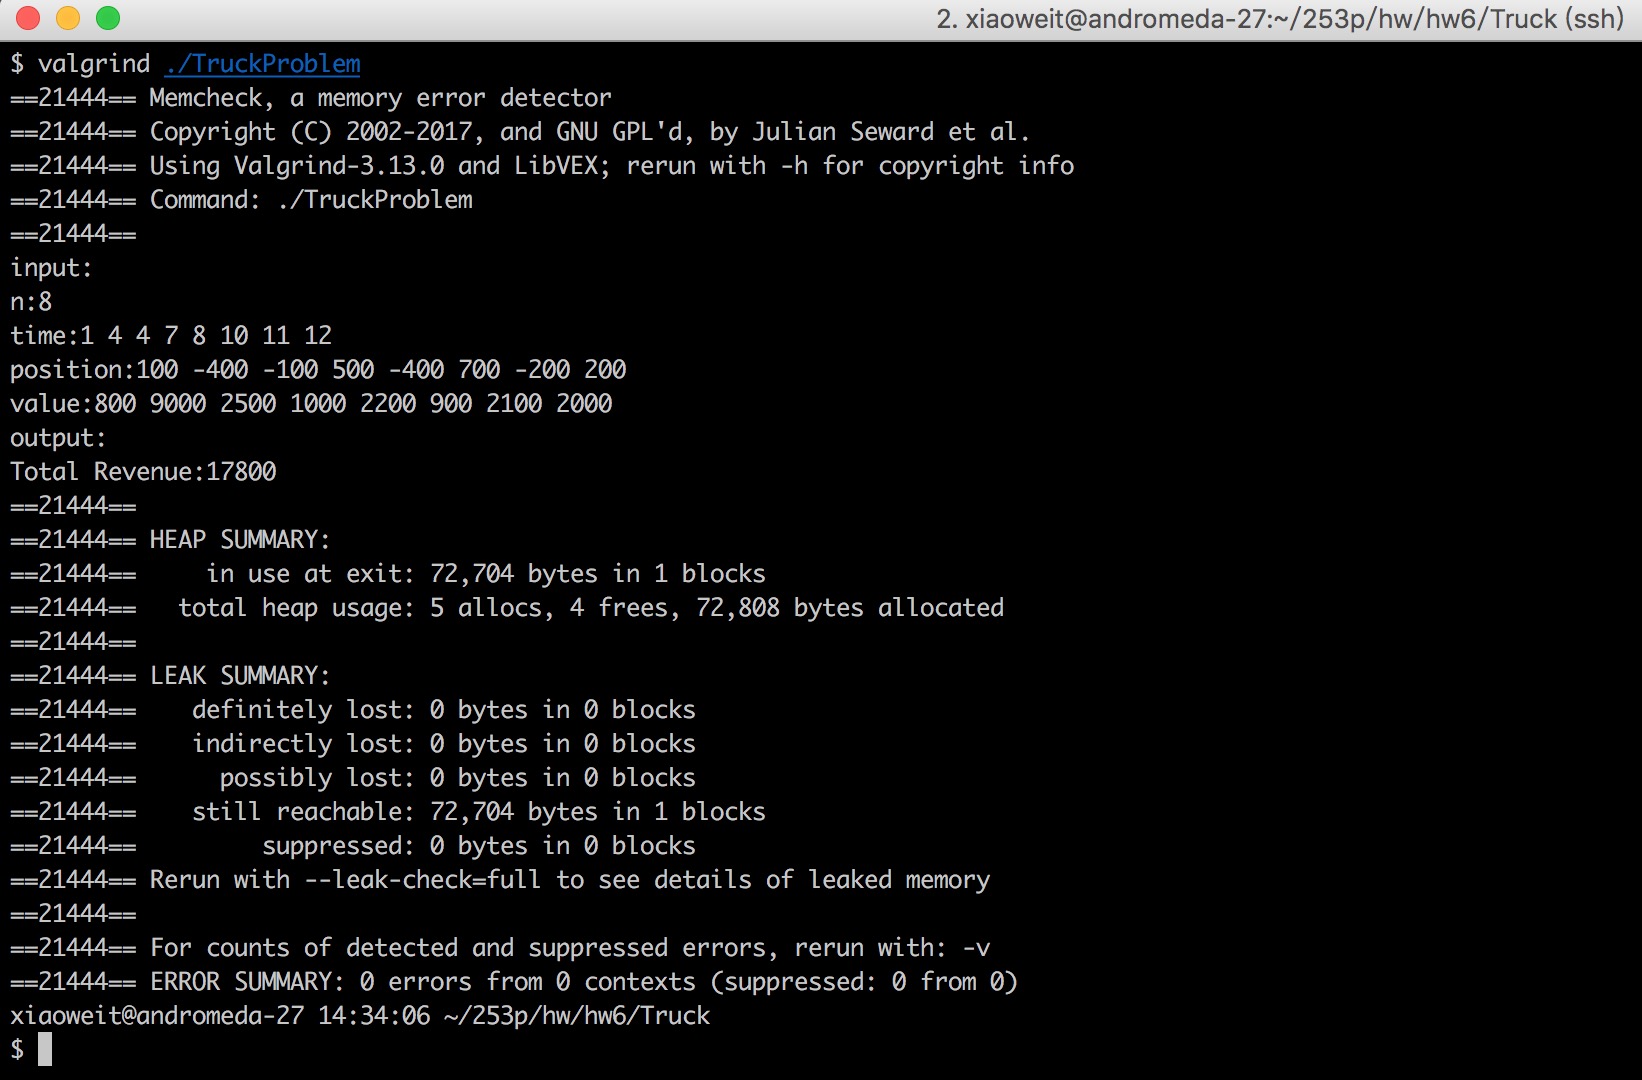 2. xiaoweit@andromeda-27:~/253p/hw/hw6/Truck (ssh)
$ valgrind ./TruckProblem
==21444== Memcheck, a memory error detector
==21444== Copyright (C) 2002-2017, and GNU GPL'd, by Julian Seward et al.
==21444== Using Valgrind-3.13.0 and LibVEX; rerun with -h for copyright info
==21444== Command: ./TruckProblem
==21444==
input:
n:8
time:1 4 4 7 8 10 11 12
position:100 -400 -100 500 -400 700 -200 200
value:800 9000 2500 1000 2200 900 2100 2000
output:
Total Revenue:17800
==21444==
==21444== HEAP SUMMARY:
==21444==     in use at exit: 72,704 bytes in 1 blocks
==21444==   total heap usage: 5 allocs, 4 frees, 72,808 bytes allocated
==21444==
==21444== LEAK SUMMARY:
==21444==    definitely lost: 0 bytes in 0 blocks
==21444==    indirectly lost: 0 bytes in 0 blocks
==21444==      possibly lost: 0 bytes in 0 blocks
==21444==    still reachable: 72,704 bytes in 1 blocks
==21444==         suppressed: 0 bytes in 0 blocks
==21444== Rerun with --leak-check=full to see details of leaked memory
==21444==
==21444== For counts of detected and suppressed errors, rerun with: -v
==21444== ERROR SUMMARY: 0 errors from 0 contexts (suppressed: 0 from 0)
xiaoweit@andromeda-27 14:34:06 ~/253p/hw/hw6/Truck
$